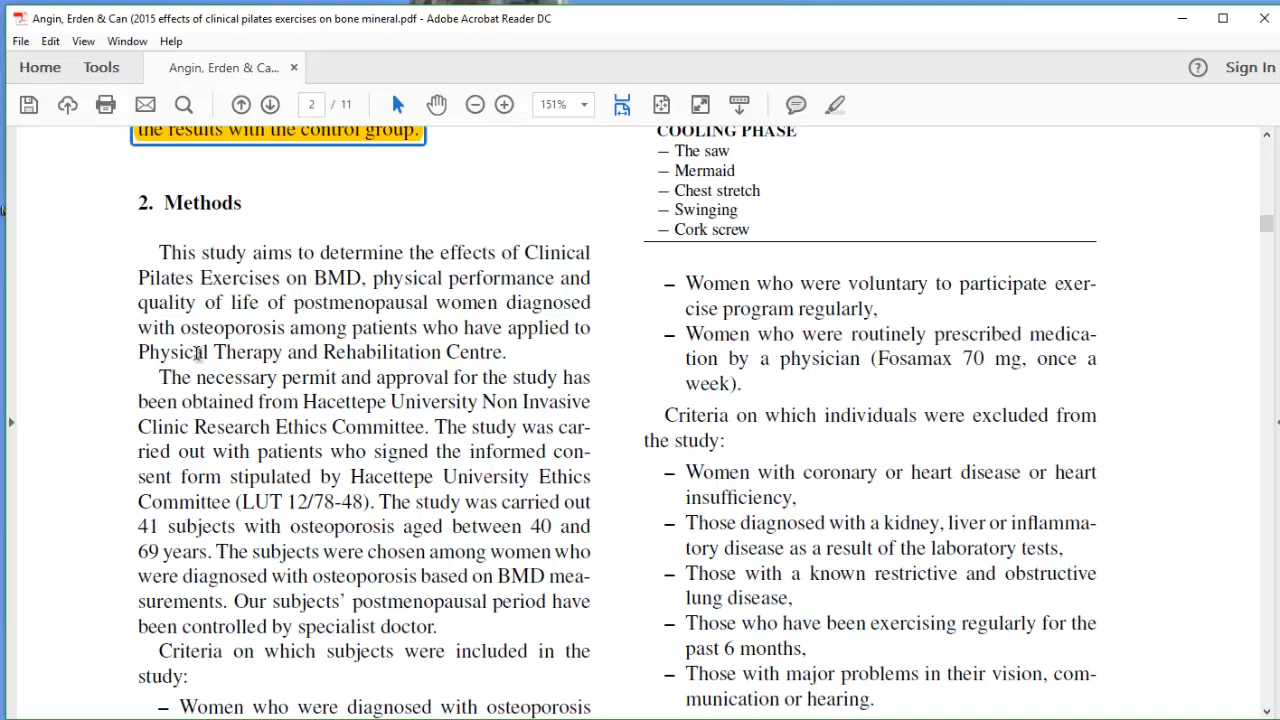 Angin, Erden & Can (2015 effects of clinical pilates exercises on bone mineral.pdf - Adobe Acrobat Reader DC
File Edit View Window Help
Home Tools Angin, Erden & Ca... × ? Sign In
2 / 11 151%
the results with the control group.
2. Methods
This study aims to determine the effects of Clinical
Pilates Exercises on BMD, physical performance and
quality of life of postmenopausal women diagnosed
with osteoporosis among patients who have applied to
Physical Therapy and Rehabilitation Centre.
The necessary permit and approval for the study has
been obtained from Hacettepe University Non Invasive
Clinic Research Ethics Committee. The study was car-
ried out with patients who signed the informed con-
sent form stipulated by Hacettepe University Ethics
Committee (LUT 12/78-48). The study was carried out
41 subjects with osteoporosis aged between 40 and
69 years. The subjects were chosen among women who
were diagnosed with osteoporosis based on BMD mea-
surements. Our subjects' postmenopausal period have
been controlled by specialist doctor.
Criteria on which subjects were included in the
study:
– Women who were diagnosed with osteoporosis
COOLING PHASE
– The saw
– Mermaid
– Chest stretch
– Swinging
– Cork screw
– Women who were voluntary to participate exer-
cise program regularly,
– Women who were routinely prescribed medica-
tion by a physician (Fosamax 70 mg, once a
week).
Criteria on which individuals were excluded from
the study:
– Women with coronary or heart disease or heart
insufficiency,
– Those diagnosed with a kidney, liver or inflamma-
tory disease as a result of the laboratory tests,
– Those with a known restrictive and obstructive
lung disease,
– Those who have been exercising regularly for the
past 6 months,
– Those with major problems in their vision, com-
munication or hearing.